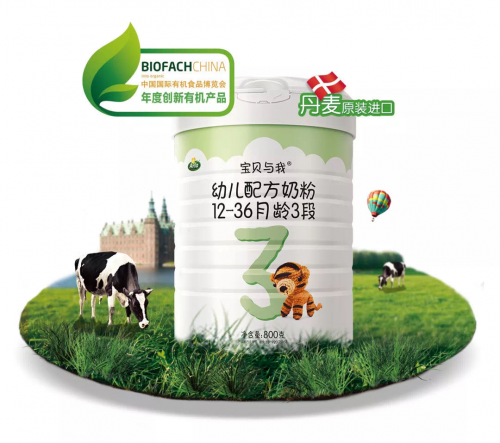 BIOFACHCHINA
中国国际有机食品博览会
年度创新有机产品
丹麦原装进口
宝贝与我®
幼儿配方奶粉
12-36月龄3段
3
净含量:800克